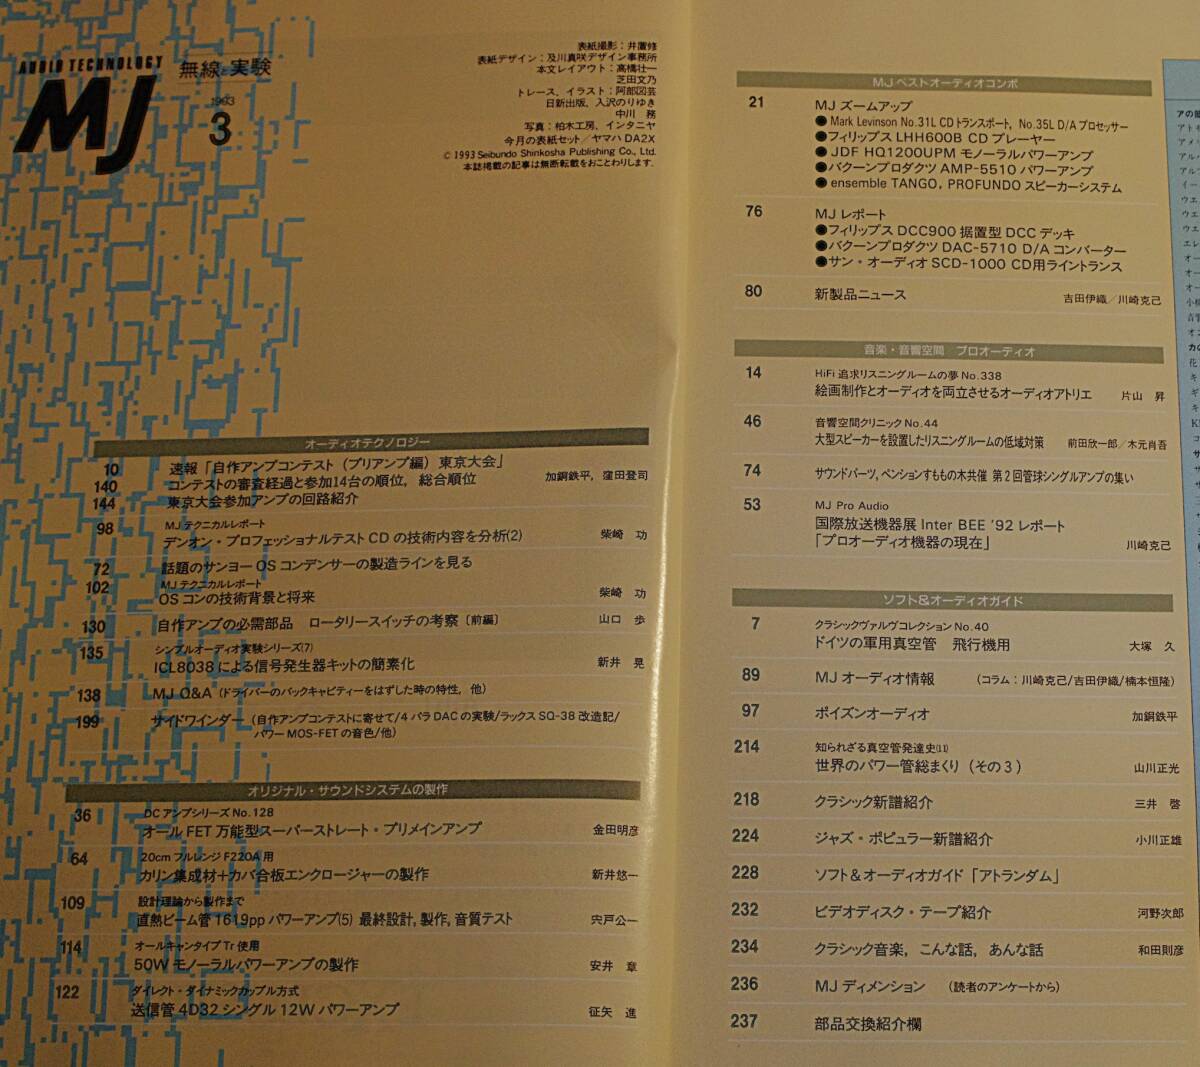 AUDIO TECHNOLOGY
MJ
無線と実験
1993
3
表紙撮影：井置修
表紙デザイン：及川真咲デザイン事務所
本文レイアウト：高橋壮一
芝田文乃
トレース，イラスト：阿部図芸
日新出版，入沢のりゆき
中川 務
写真：柏木工房，インタニヤ
今月の表紙セット／ヤマハ DA2X
© 1993 Seibundo Shinkosha Publishing Co., Ltd.
本誌掲載の記事は無断転載をおことわりします．
オーディオテクノロジー
10 速報「自作アンプコンテスト（プリアンプ編）東京大会」
140 コンテストの審査経過と参加14台の順位，総合順位 加銅鉄平，窪田登司
144 東京大会参加アンプの回路紹介
MJ テクニカルレポート
98 デンオン・プロフェッショナルテスト CD の技術内容を分析(2) 柴崎 功
72 話題のサンヨー OS コンデンサーの製造ラインを見る
MJ テクニカルレポート
102 OS コンの技術背景と将来 柴崎 功
130 自作アンプの必需部品 ロータリースイッチの考察〔前編〕 山口 歩
シンプルオーディオ実験シリーズ(7)
135 ICL8038による信号発生器キットの簡素化 新井 晃
138 MJ Q&A（ドライバーのバックキャビティーをはずした時の特性，他）
199 サイドワインダー（自作アンプコンテストに寄せて/4 パラ DAC の実験/ラックス SQ-38 改造記/
パワー MOS-FET の音色/他）
オリジナル・サウンドシステムの製作
DC アンプシリーズ No.128
36 オール FET 万能型スーパーストレート・プリメインアンプ 金田明彦
20cm フルレンジ F220A 用
64 カリン集成材＋カバ合板エンクロージャーの製作 新井悠一
設計理論から製作まで
109 直熱ビーム管 1619pp パワーアンプ(5) 最終設計，製作，音質テスト 宍戸公一
オールキャンタイプ Tr 使用
114 50W モノーラルパワーアンプの製作 安井 章
ダイレクト・ダイナミックカップル方式
122 送信管 4D32 シングル 12W パワーアンプ 征矢 進
MJ ベストオーディオコンポ
21 MJ ズームアップ
●Mark Levinson No.31L CDトランスポート，No.35L D/A プロセッサー
●フィリップス LHH600B CD プレーヤー
●JDF HQ1200UPM モノーラルパワーアンプ
●バクーンプロダクツ AMP-5510 パワーアンプ
●ensemble TANGO，PROFUNDO スピーカーシステム
76 MJ レポート
●フィリップス DCC900 据置型 DCC デッキ
●バクーンプロダクツ DAC-5710 D/A コンバーター
●サン・オーディオ SCD-1000 CD用ライントランス
80 新製品ニュース 吉田伊織／川崎克己
音楽・音響空間 プロオーディオ
HiFi 追求リスニングルームの夢 No.338
14 絵画制作とオーディオを両立させるオーディオアトリエ 片山 昇
音響空間クリニック No.44
46 大型スピーカーを設置したリスニングルームの低域対策 前田欣一郎／木元肖吾
74 サウンドパーツ，ペンションすももの木共催 第２回管球シングルアンプの集い
MJ Pro Audio
53 国際放送機器展 Inter BEE '92 レポート
「プロオーディオ機器の現在」 川崎克己
ソフト＆オーディオガイド
クラシックヴァルヴコレクション No.40
7 ドイツの軍用真空管 飛行機用 大塚 久
89 MJ オーディオ情報 （コラム：川崎克己/吉田伊織/楠本恒隆）
97 ポイズンオーディオ 加銅鉄平
知られざる真空管発達史(11)
214 世界のパワー管総まくり（その３） 山川正光
218 クラシック新譜紹介 三井 啓
224 ジャズ・ポピュラー新譜紹介 小川正雄
228 ソフト＆オーディオガイド「アトランダム」
232 ビデオディスク・テープ紹介 河野次郎
234 クラシック音楽，こんな話，あんな話 和田則彦
236 MJ ディメンション （読者のアンケートから）
237 部品交換紹介欄